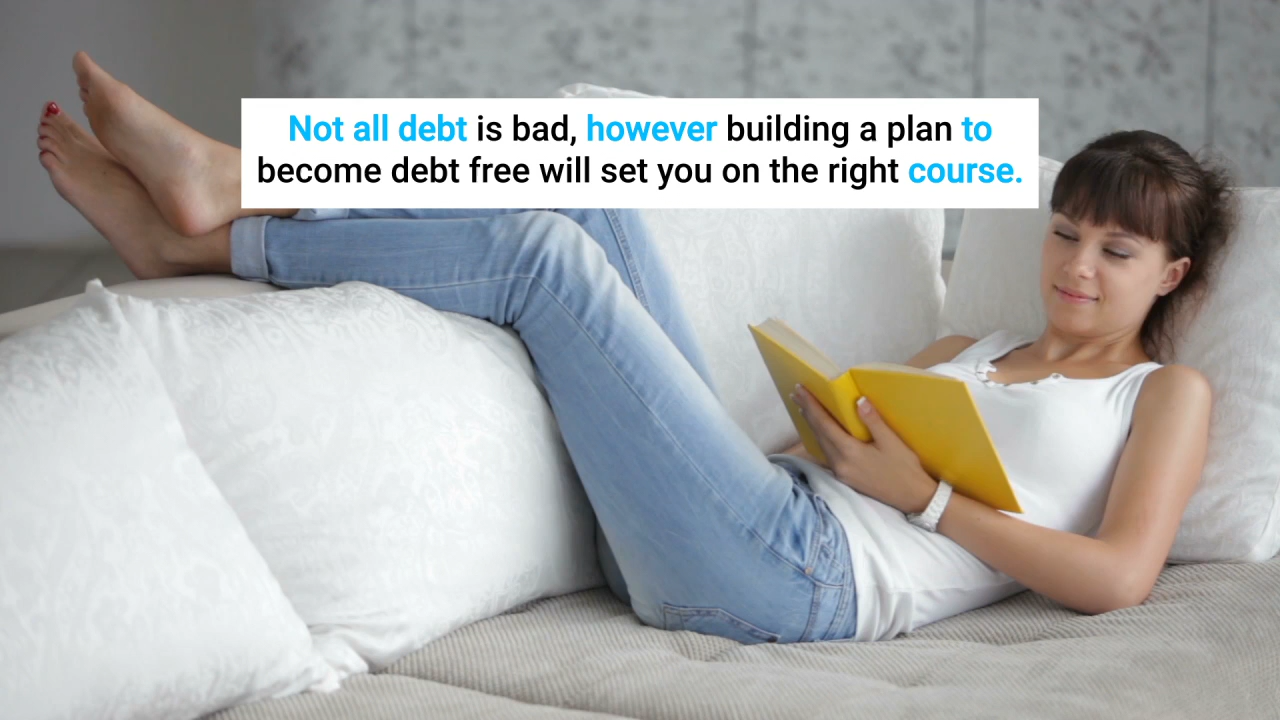 Not all debt is bad, however building a plan to
become debt free will set you on the right course.